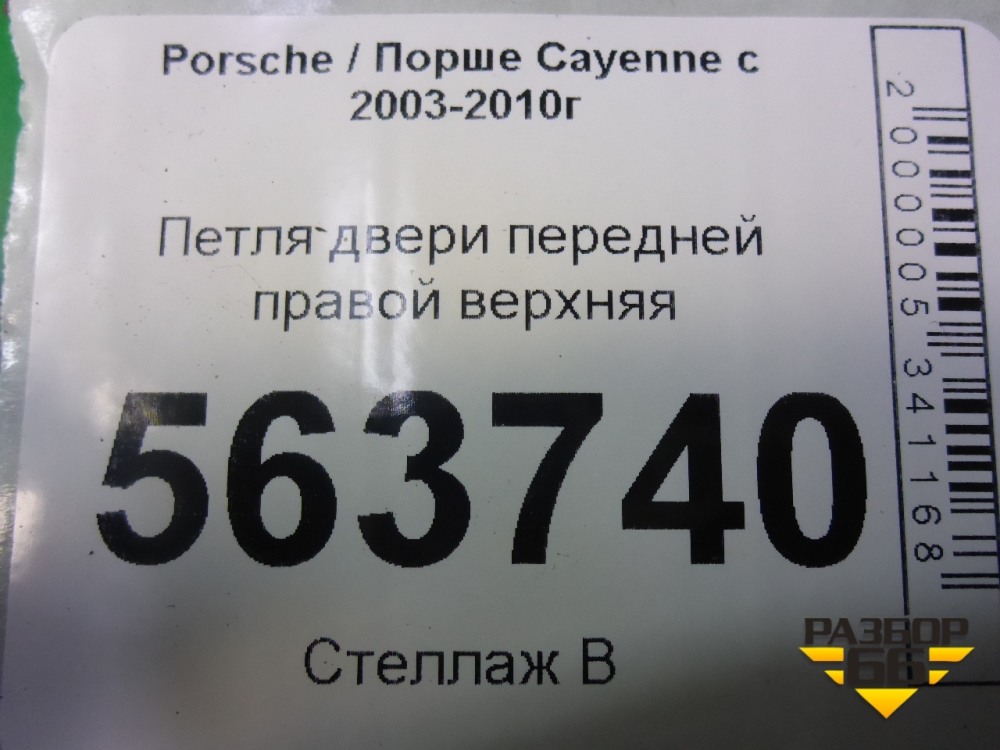 Porsche / Порше Cayenne с
2003-2010г
Петля двери передней
правой верхняя
563740
Стеллаж В
2000005341168
РАЗБОР
66